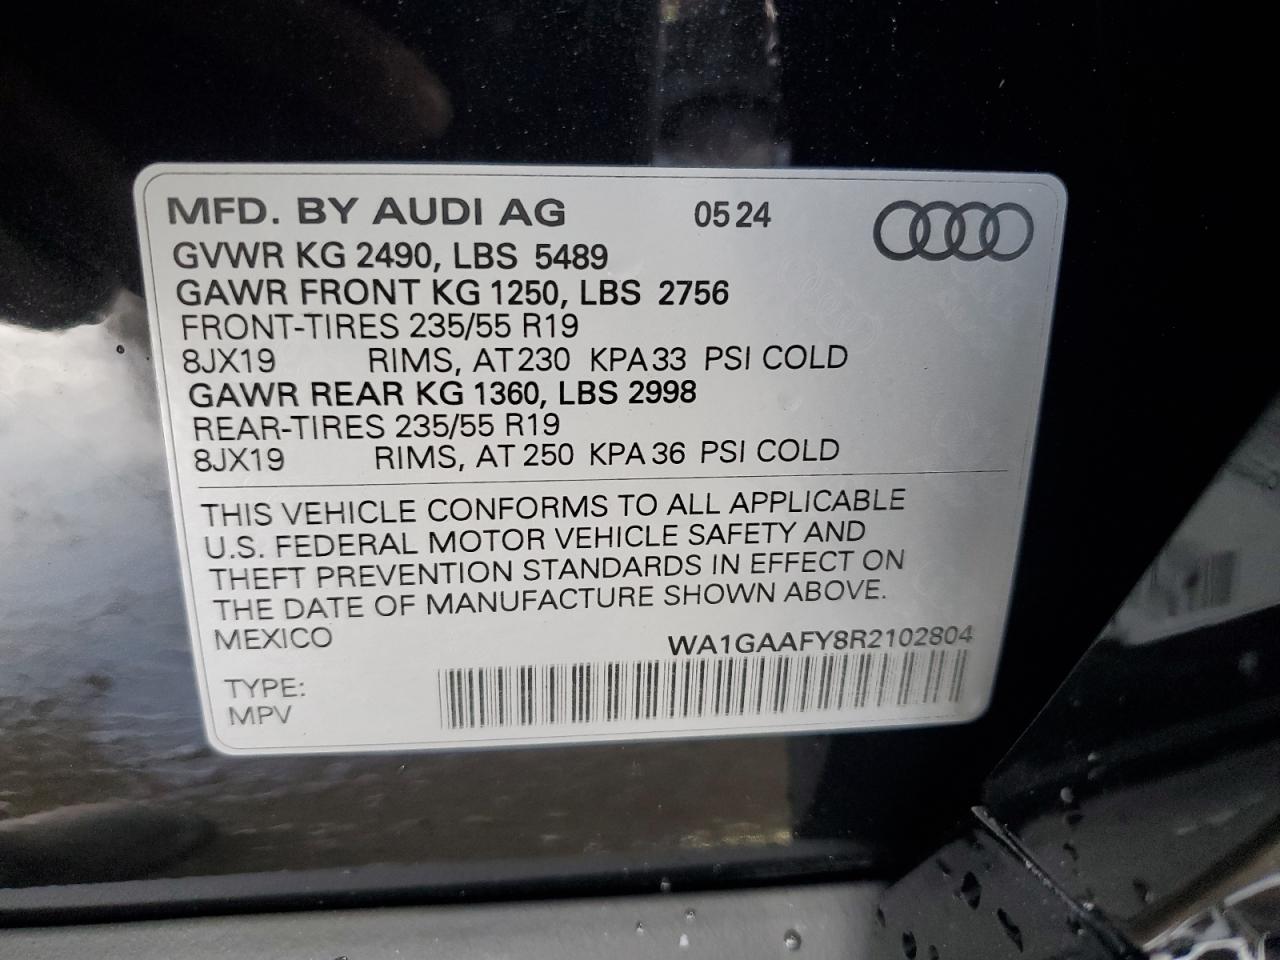 MFD. BY AUDI AG 05 24
GVWR KG 2490, LBS 5489
GAWR FRONT KG 1250, LBS 2756
FRONT-TIRES 235/55 R19
8JX19 RIMS, AT 230 KPA 33 PSI COLD
GAWR REAR KG 1360, LBS 2998
REAR-TIRES 235/55 R19
8JX19 RIMS, AT 250 KPA 36 PSI COLD
THIS VEHICLE CONFORMS TO ALL APPLICABLE
U.S. FEDERAL MOTOR VEHICLE SAFETY AND
THEFT PREVENTION STANDARDS IN EFFECT ON
THE DATE OF MANUFACTURE SHOWN ABOVE.
MEXICO WA1GAAFY8R2102804
TYPE:
MPV